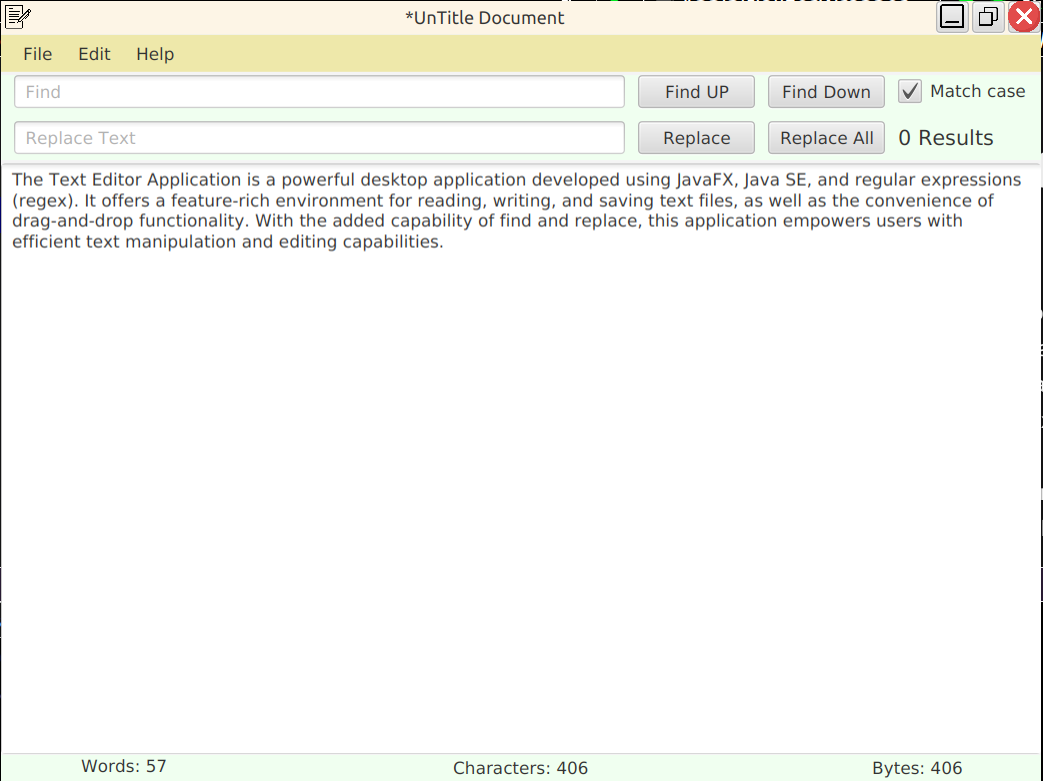 *UnTitle Document
File Edit Help
Find Find UP Find Down Match case
Replace Text Replace Replace All 0 Results
The Text Editor Application is a powerful desktop application developed using JavaFX, Java SE, and regular expressions
(regex). It offers a feature-rich environment for reading, writing, and saving text files, as well as the convenience of
drag-and-drop functionality. With the added capability of find and replace, this application empowers users with
efficient text manipulation and editing capabilities.
Words: 57 Characters: 406 Bytes: 406